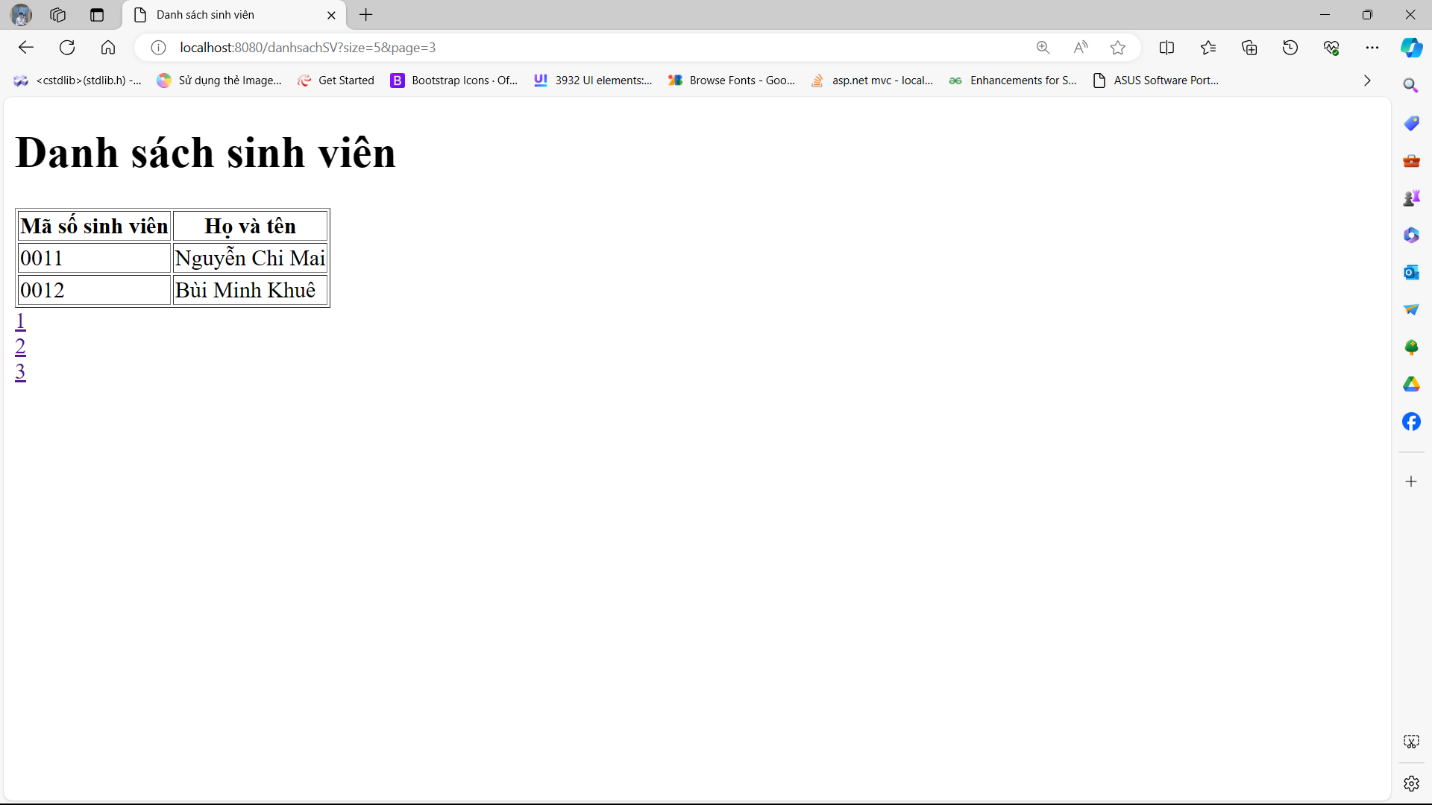 Danh sách sinh viên
localhost:8080/danhsachSV?size=5&page=3
<cstdlib>(stdlib.h) -... Sử dụng thẻ Image... Get Started Bootstrap Icons · Of... 3932 UI elements:... Browse Fonts - Goo... asp.net mvc - local... Enhancements for S... ASUS Software Port...
Danh sách sinh viên
Mã số sinh viên Họ và tên
0011 Nguyễn Chi Mai
0012 Bùi Minh Khuê
1
2
3